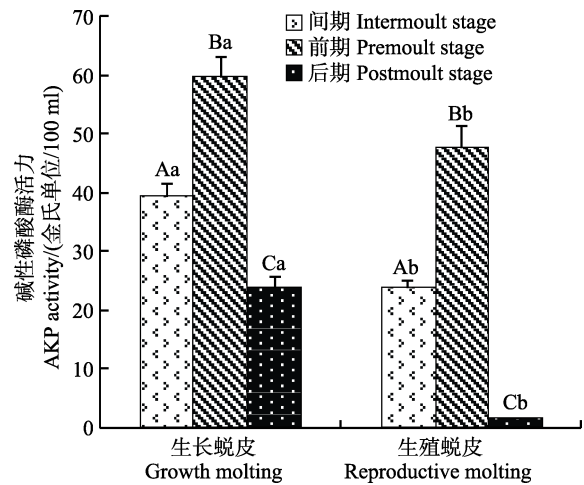 碱性磷酸酶活力
AKP activity/(金氏单位/100 ml)
70
60
50
40
30
20
10
0
间期 Intermoult stage
前期 Premoult stage
后期 Postmoult stage
Aa
Ba
Ca
Ab
Bb
Cb
生长蜕皮
Growth molting
生殖蜕皮
Reproductive molting